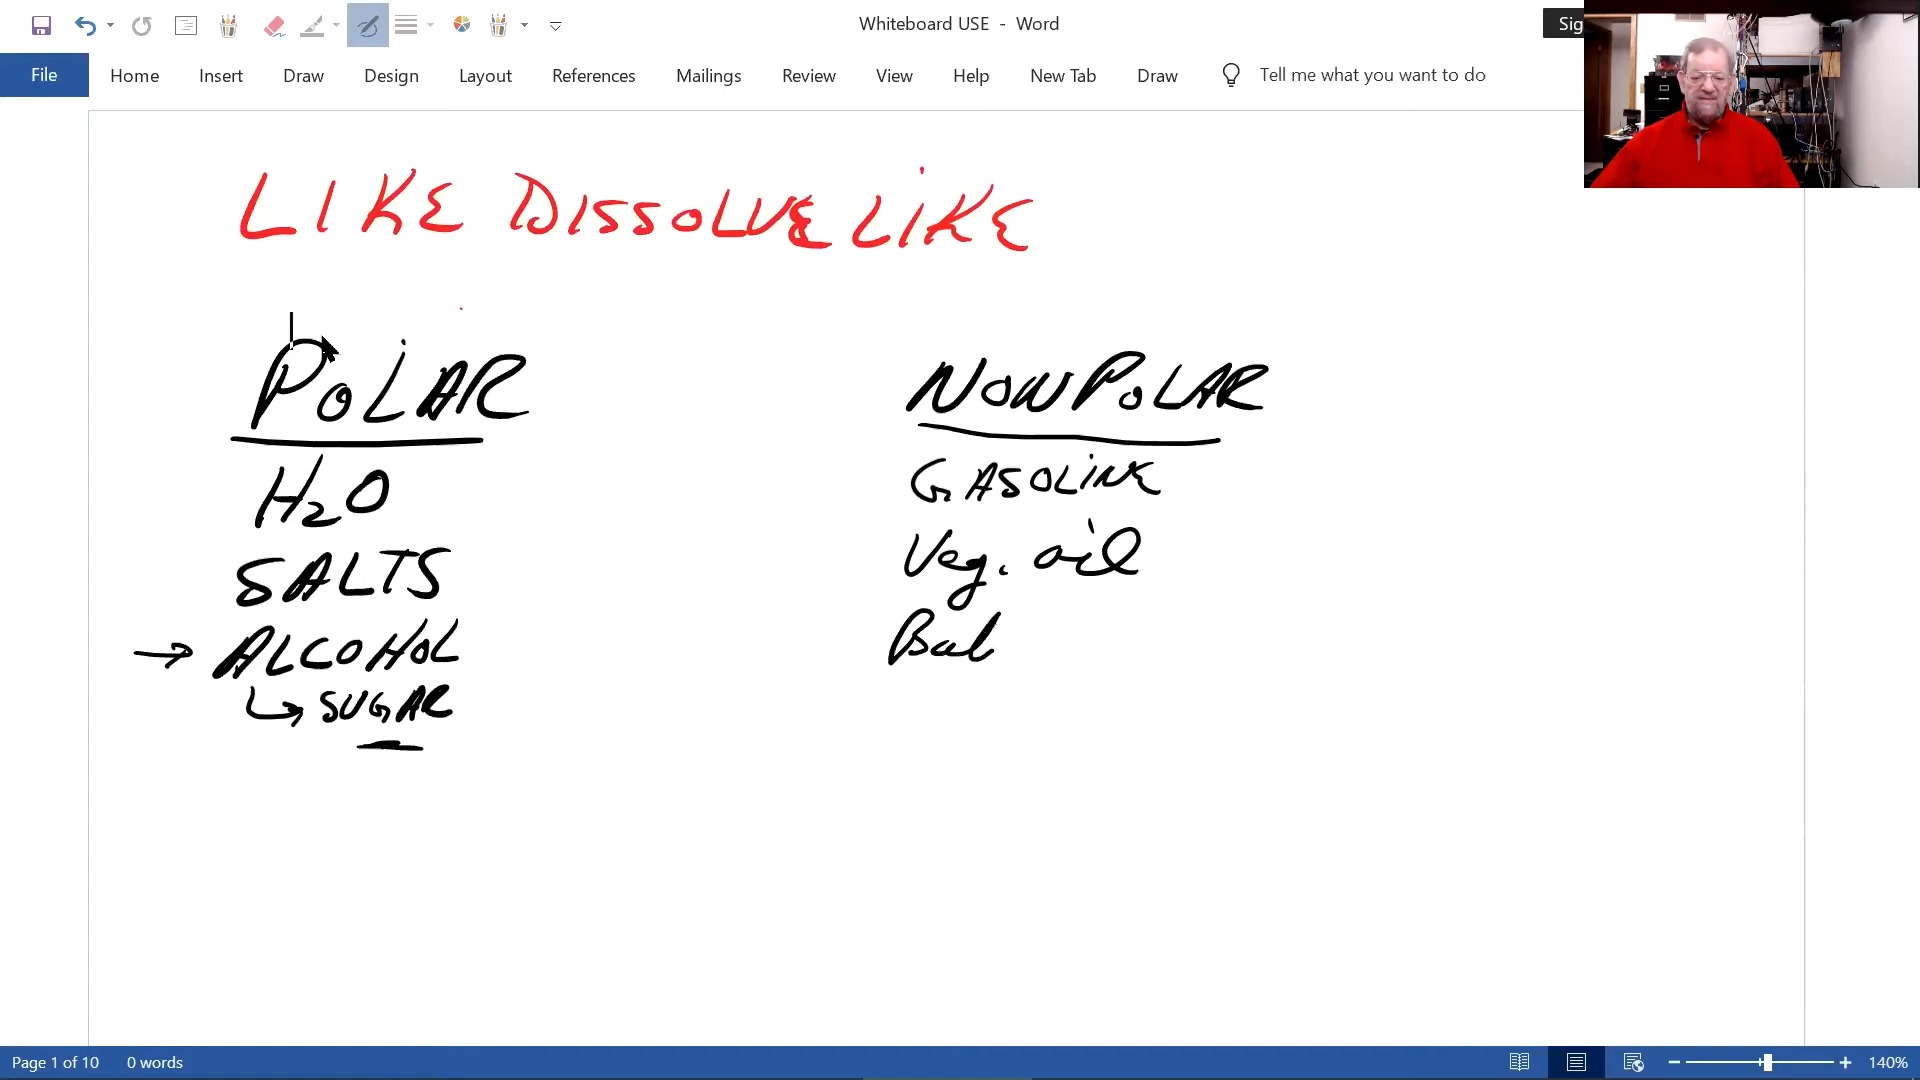 Whiteboard USE - Word
Sig
File Home Insert Draw Design Layout References Mailings Review View Help New Tab Draw Tell me what you want to do
LIKE DISSOLVE LiKE
POLAR
NONPOLAR
H2O
GASOLINE
SALTS
Veg. oil
→ ALCOHOL
↳ SUGAR
Page 1 of 10 0 words
140%